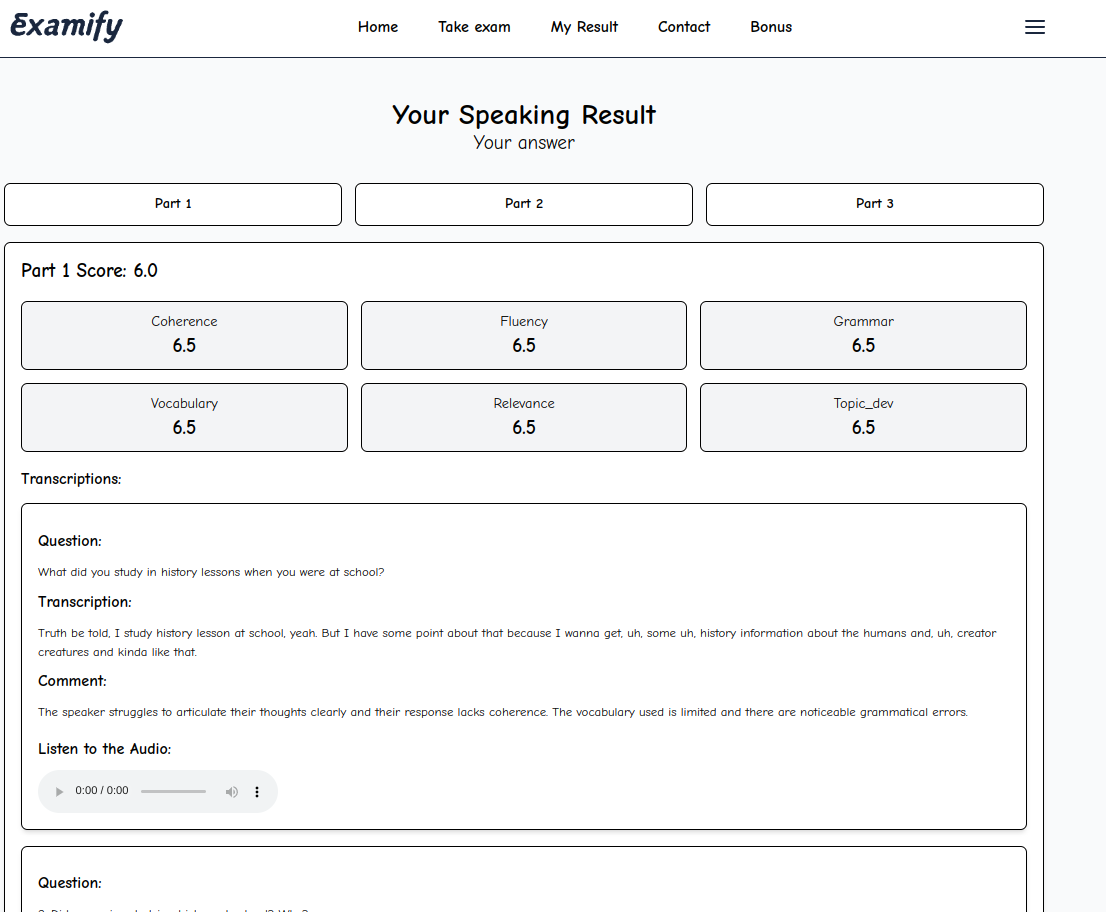 Examify
Home Take exam My Result Contact Bonus
Your Speaking Result
Your answer
Part 1 Part 2 Part 3
Part 1 Score: 6.0
Coherence Fluency Grammar
6.5 6.5 6.5
Vocabulary Relevance Topic_dev
6.5 6.5 6.5
Transcriptions:
Question:
What did you study in history lessons when you were at school?
Transcription:
Truth be told, I study history lesson at school, yeah. But I have some point about that because I wanna get, uh, some uh, history information about the humans and, uh, creator
creatures and kinda like that.
Comment:
The speaker struggles to articulate their thoughts clearly and their response lacks coherence. The vocabulary used is limited and there are noticeable grammatical errors.
Listen to the Audio:
0:00 / 0:00
Question: